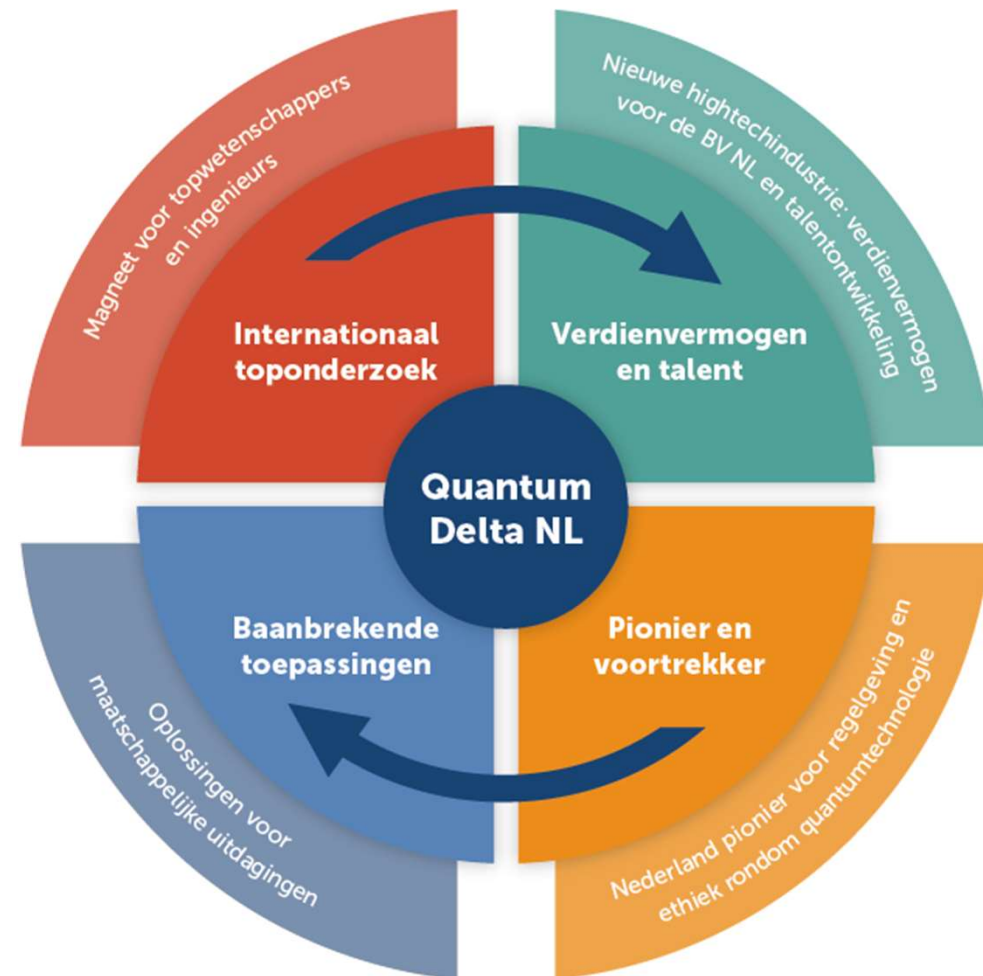 Magneet voor topwetenschappers
en ingenieurs
Internationaal
toponderzoek
Nieuwe hightechindustrie: verdienvermogen
voor de BV NL en talentontwikkeling
Verdienvermogen
en talent
Quantum
Delta NL
Baanbrekende
toepassingen
Oplossingen voor
maatschappelijke uitdagingen
Pionier en
voortrekker
Nederland pionier voor regelgeving en
ethiek rondom quantumtechnologie